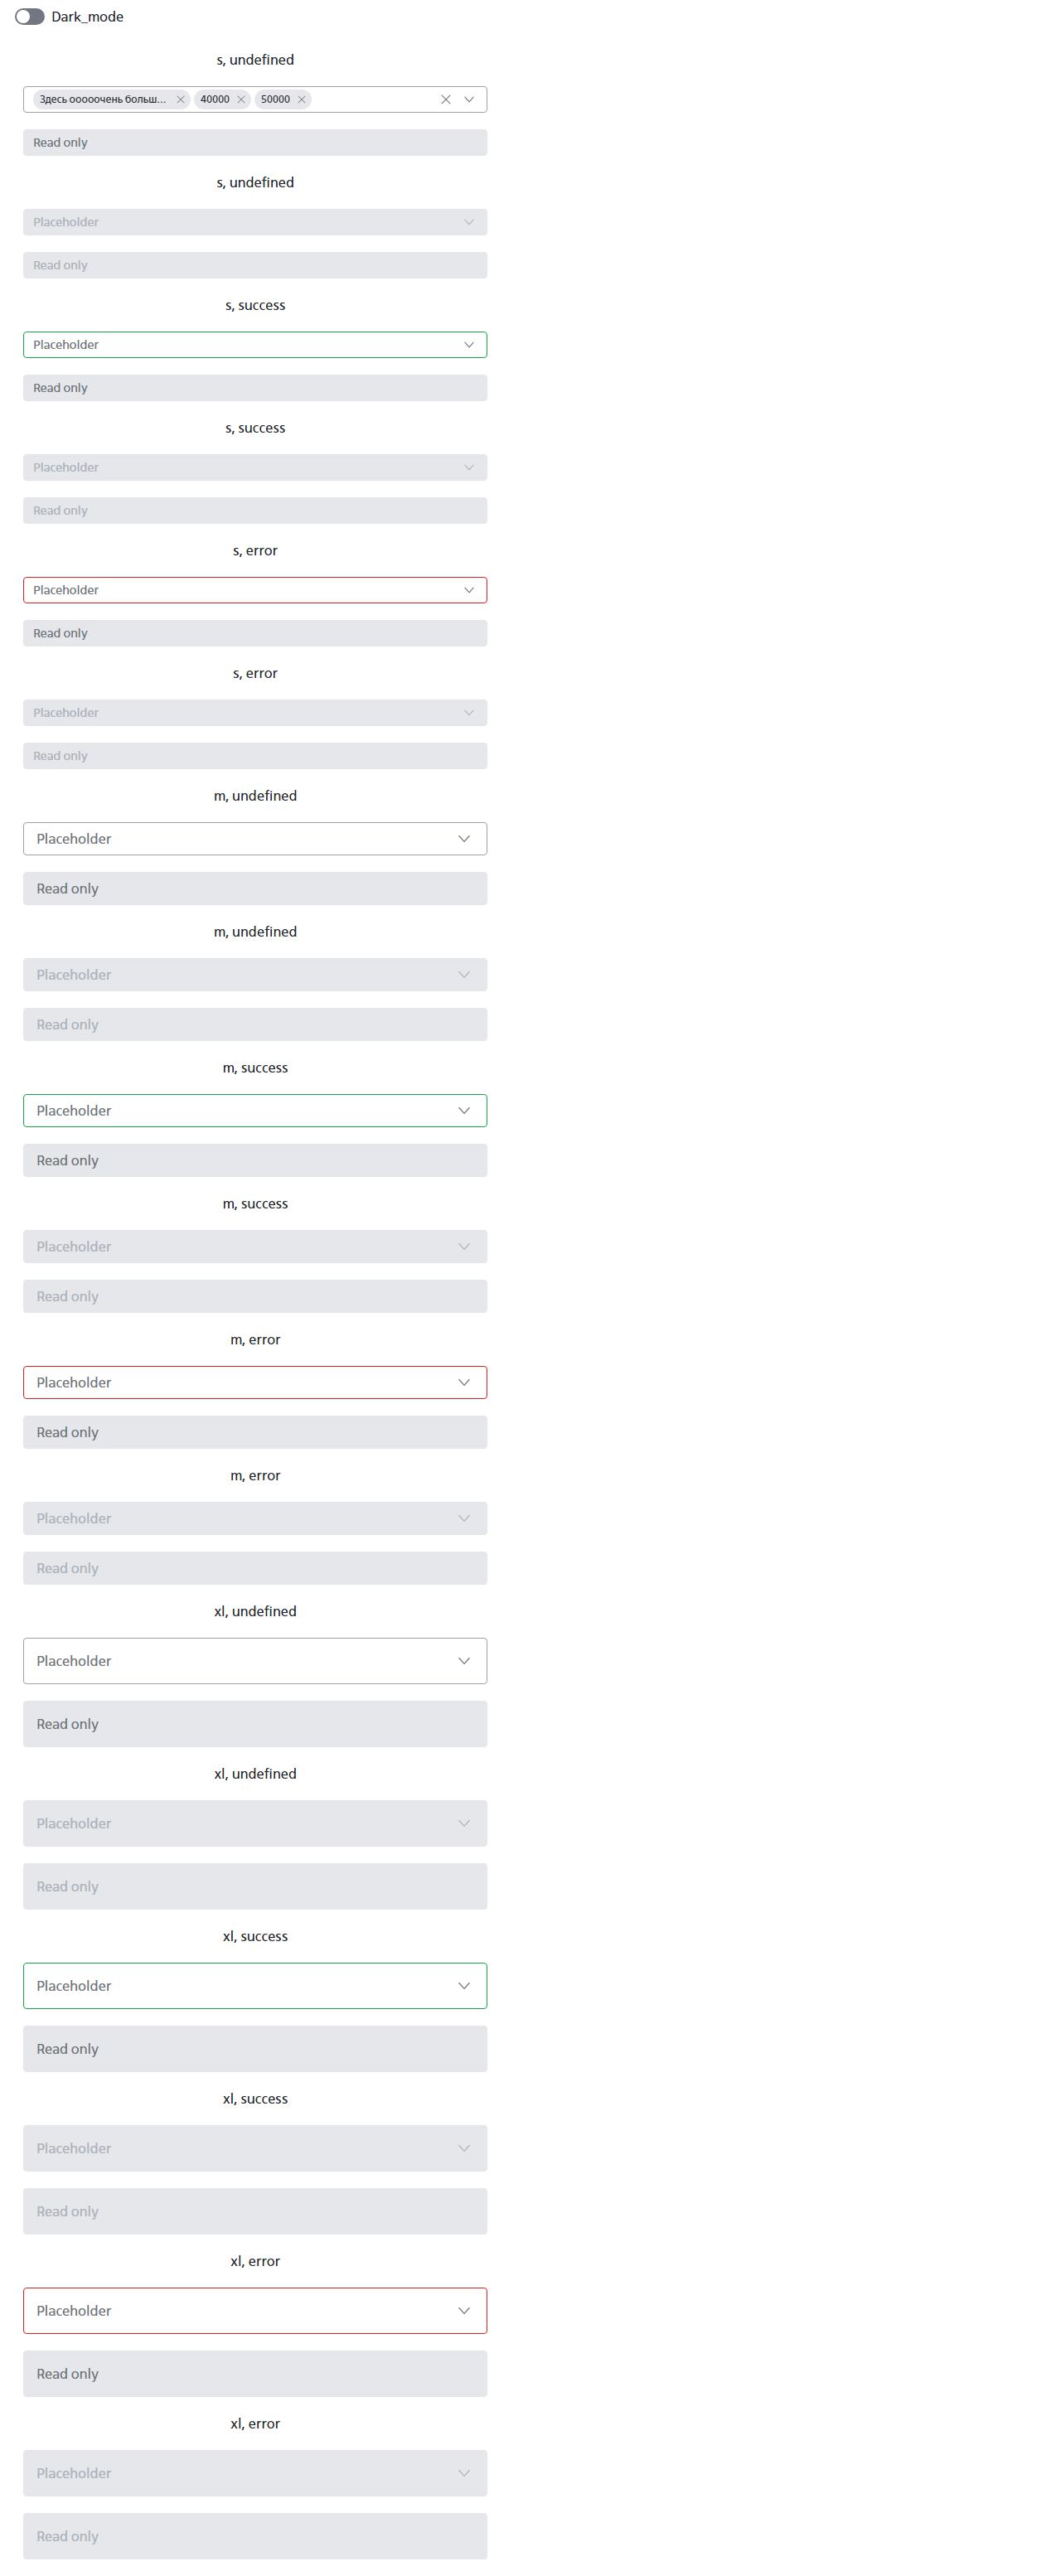 Dark_mode
s, undefined
Здесь ооооочень больш... 40000 50000
Read only
s, undefined
Placeholder
Read only
s, success
Placeholder
Read only
s, success
Placeholder
Read only
s, error
Placeholder
Read only
s, error
Placeholder
Read only
m, undefined
Placeholder
Read only
m, undefined
Placeholder
Read only
m, success
Placeholder
Read only
m, success
Placeholder
Read only
m, error
Placeholder
Read only
m, error
Placeholder
Read only
xl, undefined
Placeholder
Read only
xl, undefined
Placeholder
Read only
xl, success
Placeholder
Read only
xl, success
Placeholder
Read only
xl, error
Placeholder
Read only
xl, error
Placeholder
Read only